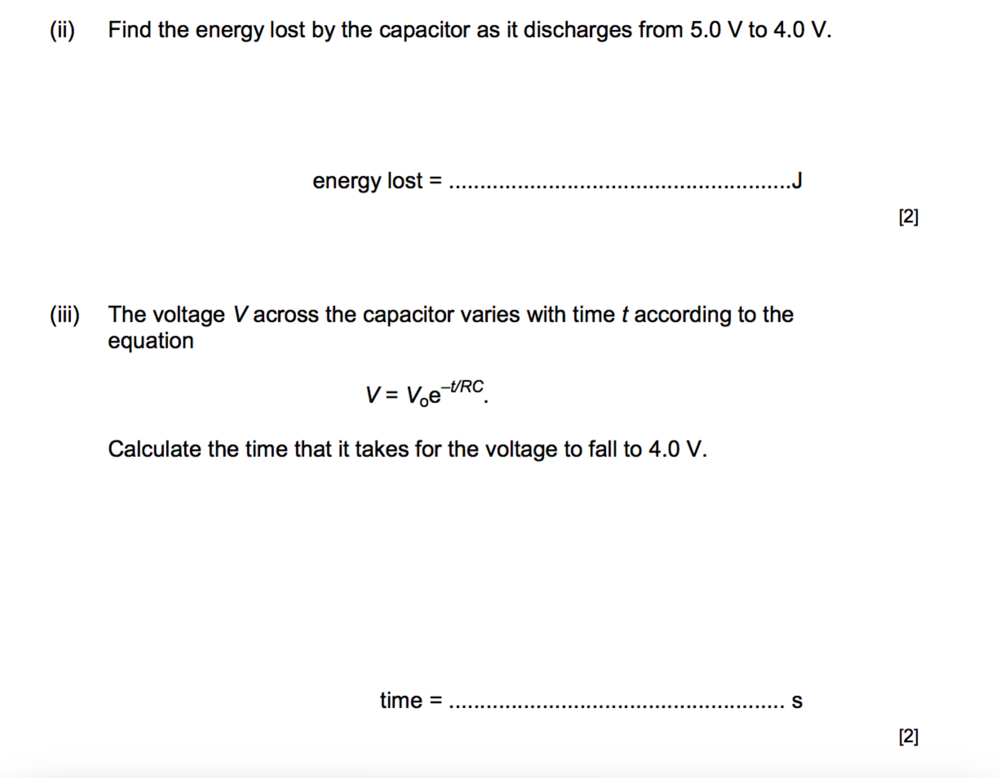 (ii) Find the energy lost by the capacitor as it discharges from 5.0 V to 4.0 V.
energy lost = .......................................................J
[2]
(iii) The voltage V across the capacitor varies with time t according to the
equation
V = V₀e^–t/RC.
Calculate the time that it takes for the voltage to fall to 4.0 V.
time = ...................................................... s
[2]